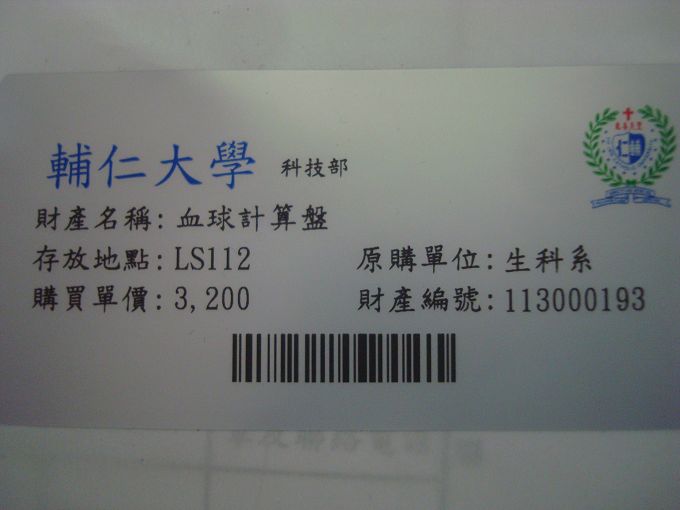 輔仁大學 科技部
財產名稱: 血球計算盤
存放地點: LS112 原購單位: 生科系
購買單價: 3,200 財產編號: 113000193